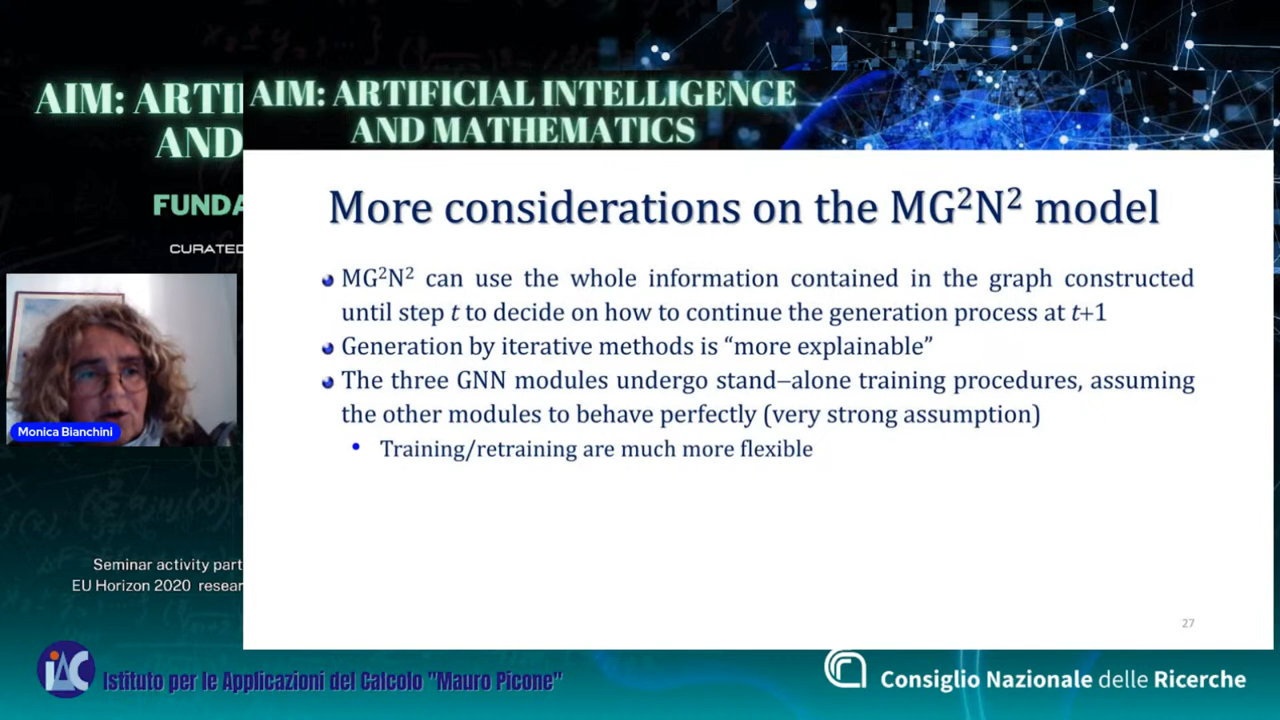 AIM: ARTI
AND
FUNDA
CURATED
Monica Bianchini
Seminar activity part
EU Horizon 2020 resear
AIM: ARTIFICIAL INTELLIGENCE
AND MATHEMATICS
More considerations on the MG²N² model
MG²N² can use the whole information contained in the graph constructed
until step t to decide on how to continue the generation process at t+1
Generation by iterative methods is “more explainable”
The three GNN modules undergo stand–alone training procedures, assuming
the other modules to behave perfectly (very strong assumption)
• Training/retraining are much more flexible
27
IAC Istituto per le Applicazioni del Calcolo "Mauro Picone"
Consiglio Nazionale delle Ricerche